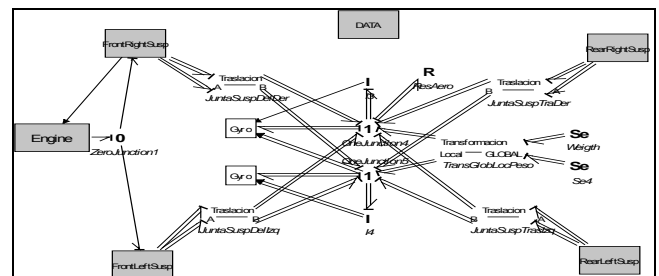 DATA
FrontRightSusp
RearRightSusp
Traslacion
A B
JuntaSuspDelDer
I
R
ResAero
Traslacion
B A
JuntaSuspTraDer
Engine
0
ZeroJunction1
Gyro
1
OneJunction4
Transformacion
Local GLOBAL
TransGlobLocPeso
Se
Weigth
OneJunction5
Gyro
1
Se
Se4
Traslacion
A B
JuntaSuspDelIzq
I
I4
Traslacion
B A
JuntaSuspTraIzq
FrontLeftSusp
RearLeftSusp